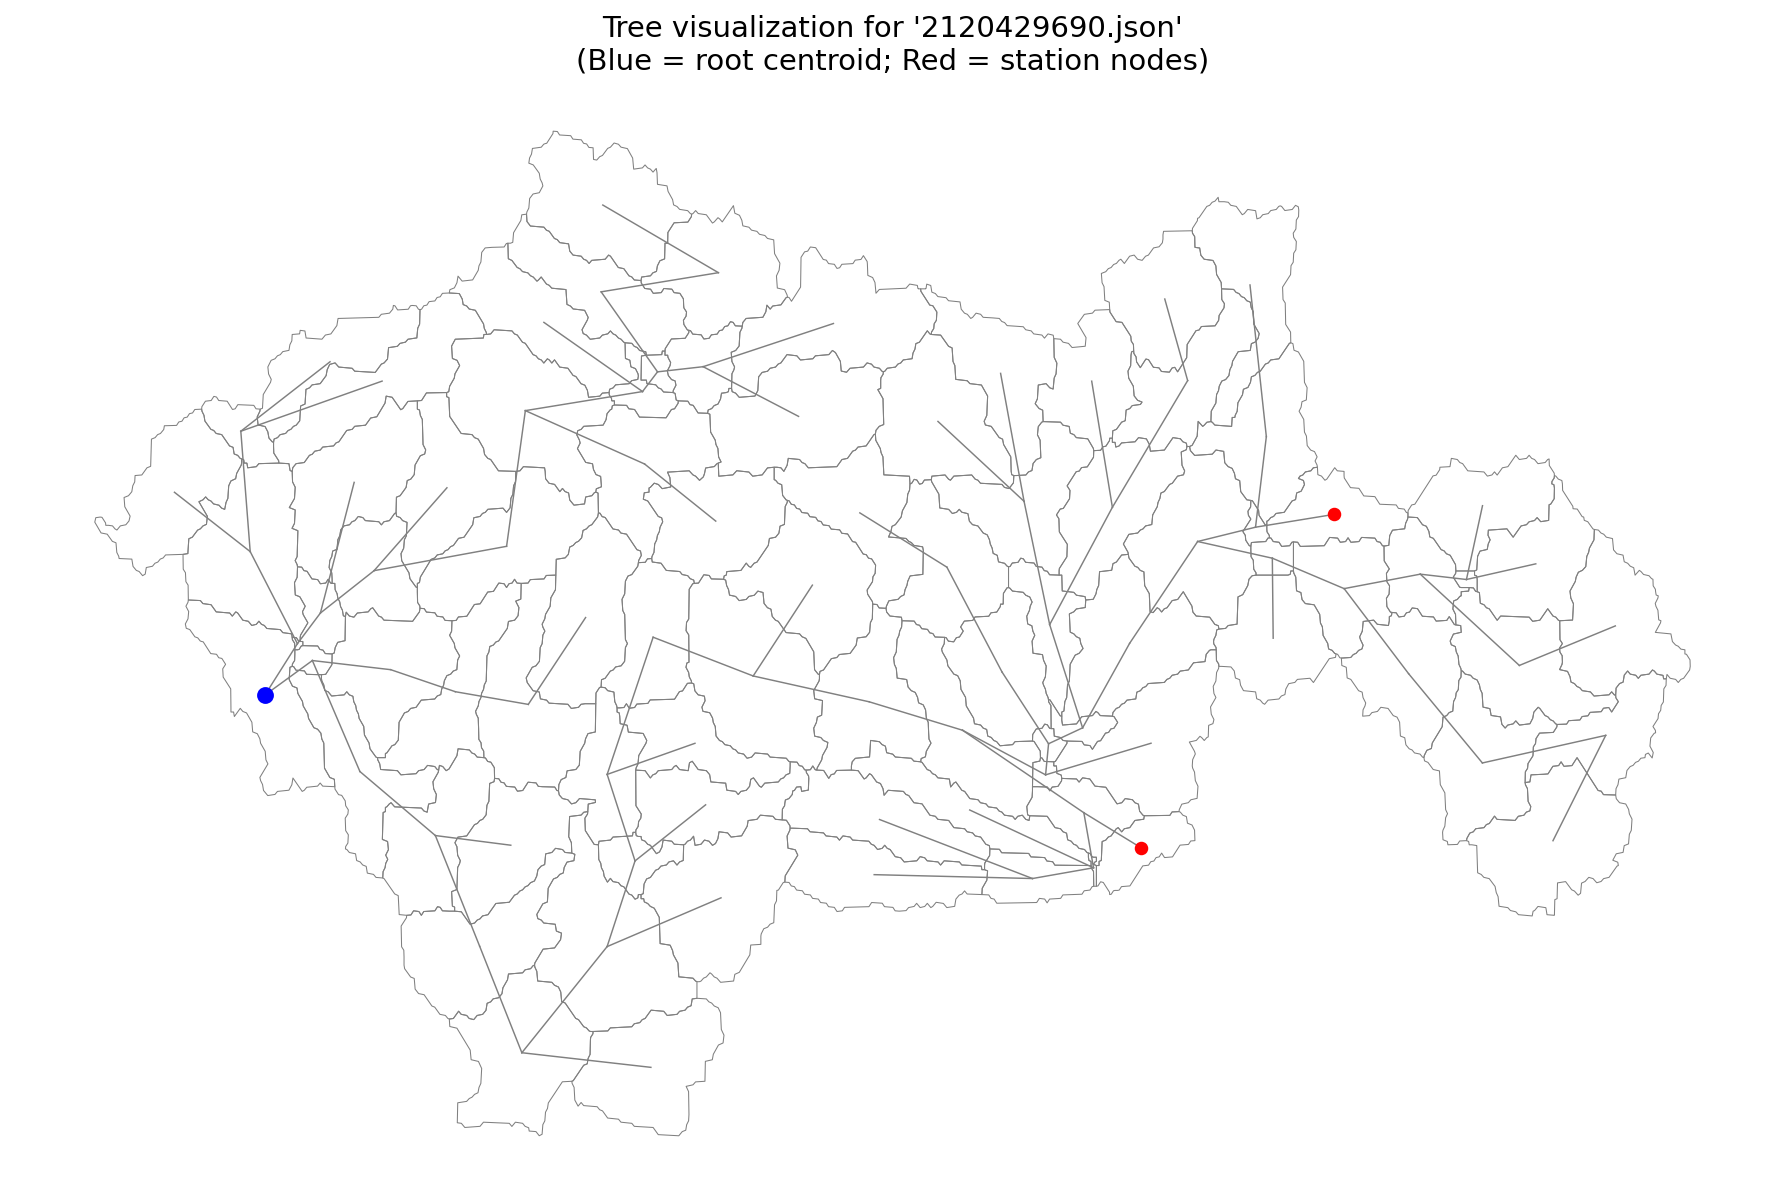 Tree visualization for '2120429690.json'
(Blue = root centroid; Red = station nodes)